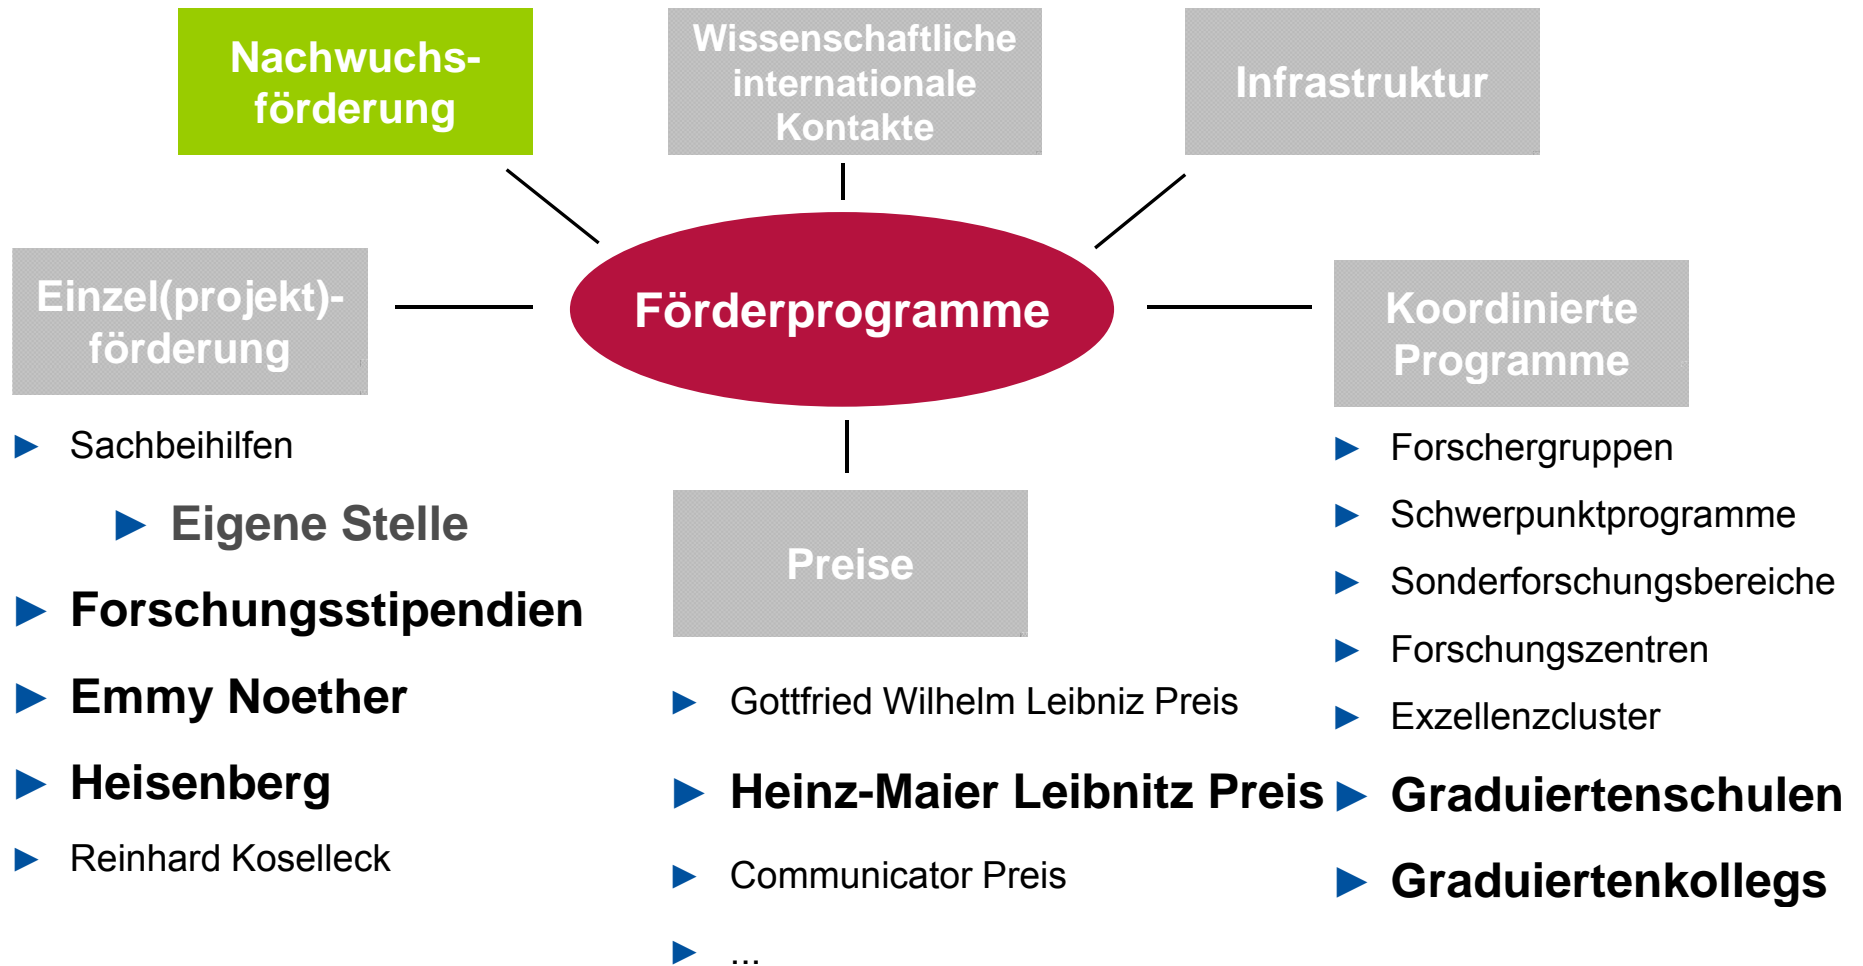 Nachwuchs-
förderung
Wissenschaftliche
internationale
Kontakte
Infrastruktur
Einzel(projekt)-
förderung
Förderprogramme
Koordinierte
Programme
► Sachbeihilfen
► Eigene Stelle
► Forschungsstipendien
► Emmy Noether
► Heisenberg
► Reinhard Koselleck
Preise
► Gottfried Wilhelm Leibniz Preis
► Heinz-Maier Leibnitz Preis
► Communicator Preis
► ...
► Forschergruppen
► Schwerpunktprogramme
► Sonderforschungsbereiche
► Forschungszentren
► Exzellenzcluster
► Graduiertenschulen
► Graduiertenkollegs